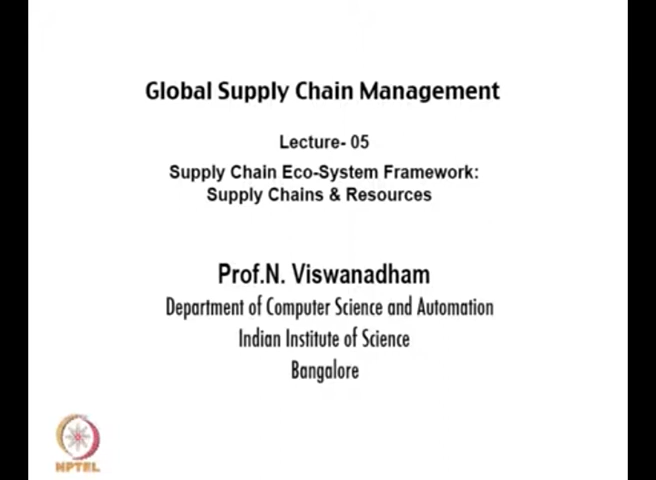 Global Supply Chain Management
Lecture- 05
Supply Chain Eco-System Framework:
Supply Chains & Resources
Prof.N. Viswanadham
Department of Computer Science and Automation
Indian Institute of Science
Bangalore
NPTEL